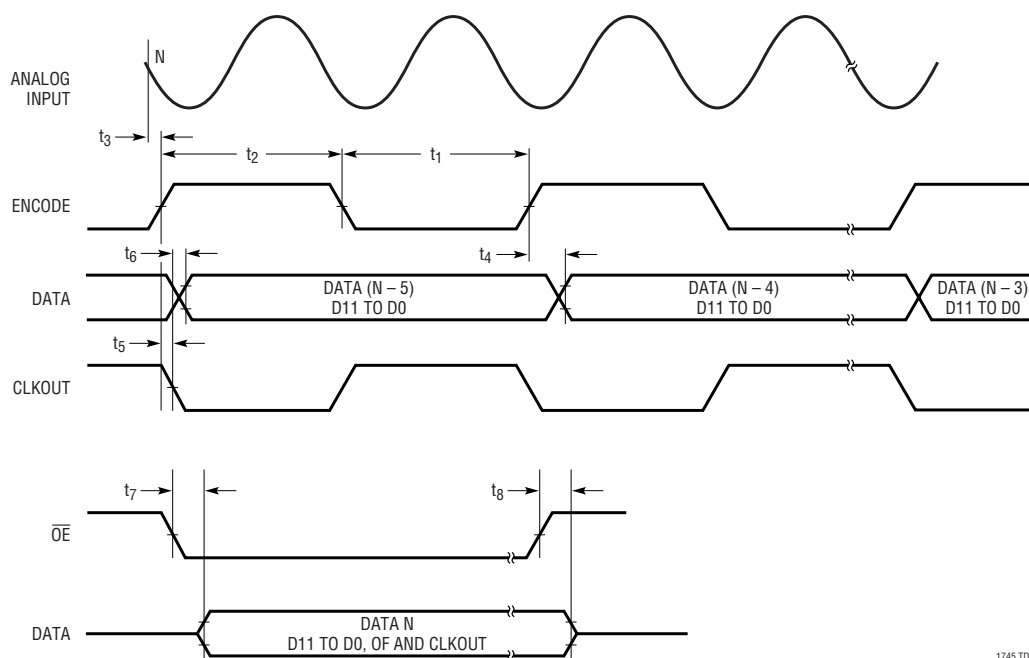 ANALOG
INPUT
N
t3
t2
t1
ENCODE
t6
t4
DATA
DATA (N – 5)
D11 TO D0
DATA (N – 4)
D11 TO D0
DATA (N – 3)
D11 TO D0
t5
CLKOUT
t7
t8
OE
DATA
DATA N
D11 TO D0, OF AND CLKOUT